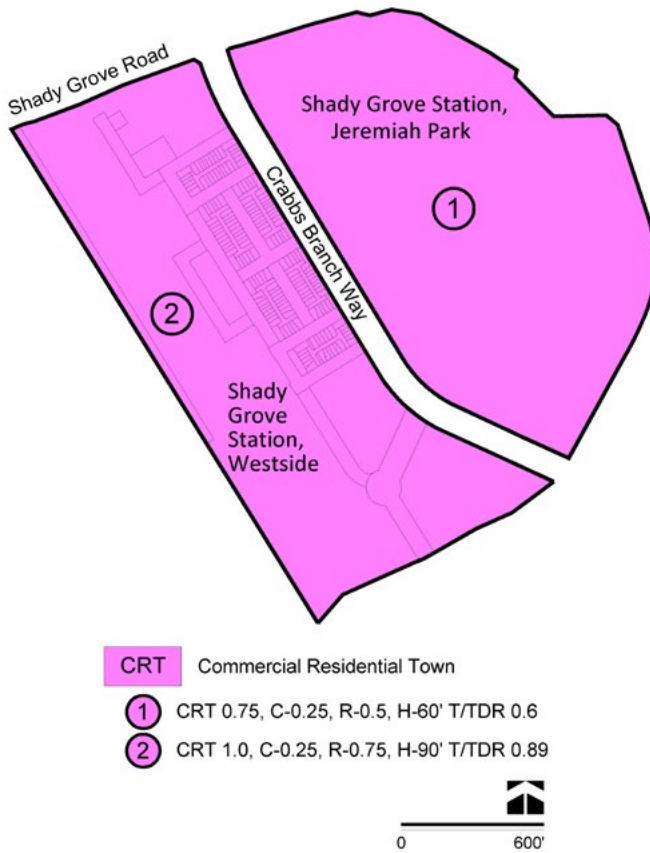 Shady Grove Road
Shady Grove Station,
Jeremiah Park
1
Crabbs Branch Way
2
Shady
Grove
Station,
Westside
CRT Commercial Residential Town
1 CRT 0.75, C-0.25, R-0.5, H-60' T/TDR 0.6
2 CRT 1.0, C-0.25, R-0.75, H-90' T/TDR 0.89
0 600'